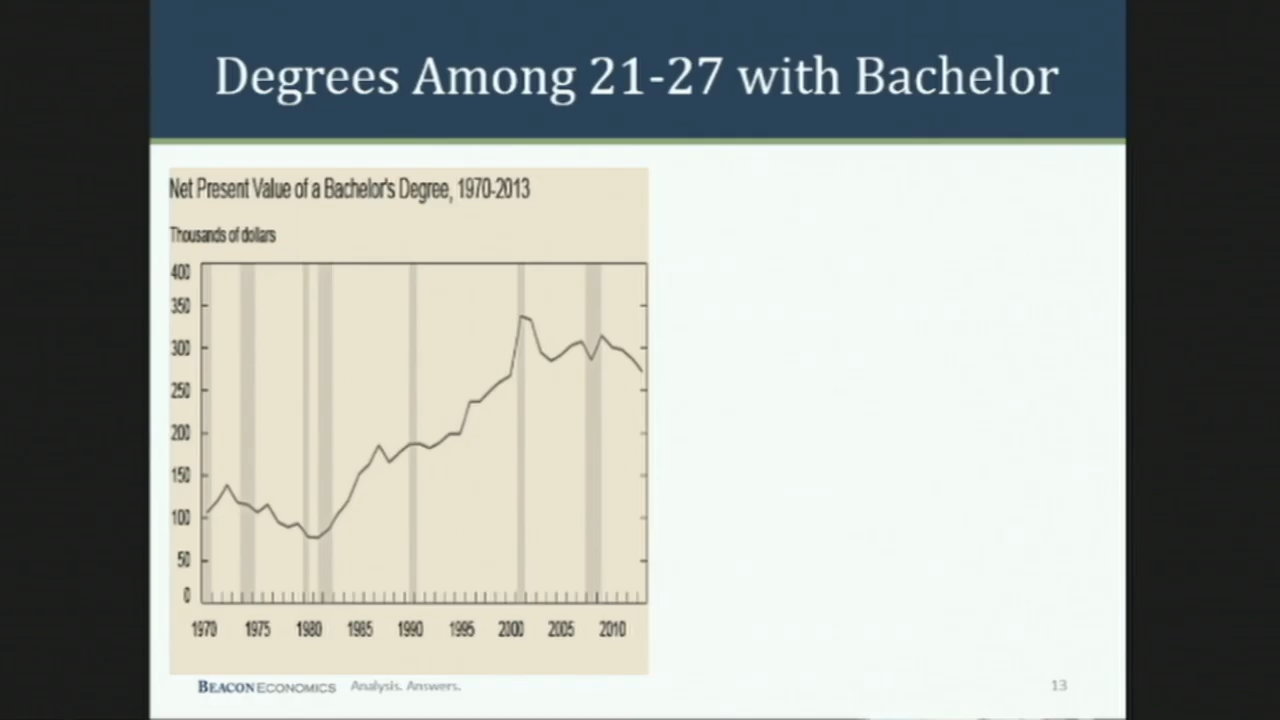 Degrees Among 21-27 with Bachelor
Net Present Value of a Bachelor's Degree, 1970-2013
Thousands of dollars
400
350
300
250
200
150
100
50
0
1970 1975 1980 1985 1990 1995 2000 2005 2010
BEACONECONOMICS Analysis. Answers.
13